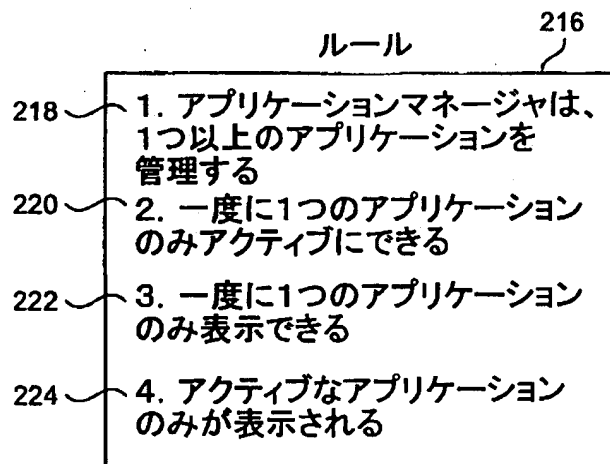 ルール
216
218
1. アプリケーションマネージャは、
1つ以上のアプリケーションを
管理する
220
2. 一度に1つのアプリケーション
のみアクティブにできる
222
3. 一度に1つのアプリケーション
のみ表示できる
224
4. アクティブなアプリケーション
のみが表示される